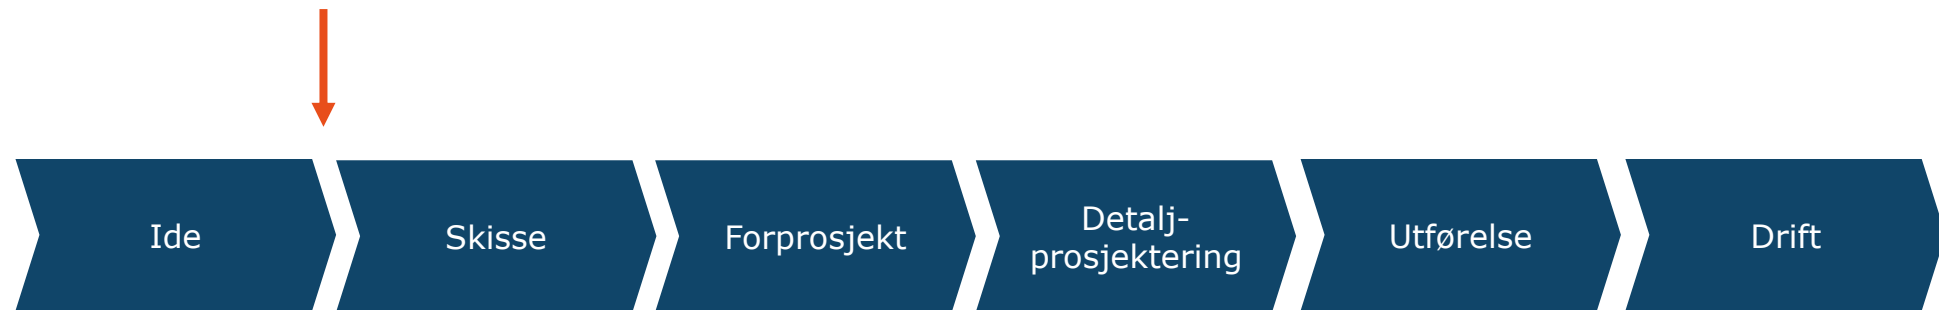 Ide
Skisse
Forprosjekt
Detalj-
prosjektering
Utførelse
Drift